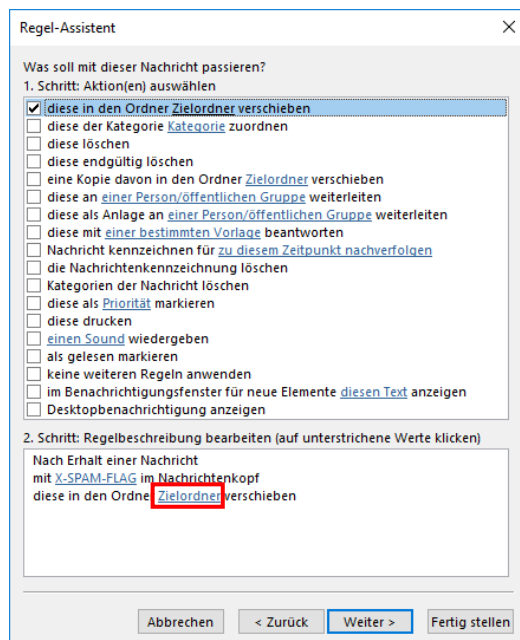 Regel-Assistent
Was soll mit dieser Nachricht passieren?
1. Schritt: Aktion(en) auswählen
diese in den Ordner Zielordner verschieben
diese der Kategorie Kategorie zuordnen
diese löschen
diese endgültig löschen
eine Kopie davon in den Ordner Zielordner verschieben
diese an einer Person/öffentlichen Gruppe weiterleiten
diese als Anlage an einer Person/öffentlichen Gruppe weiterleiten
diese mit einer bestimmten Vorlage beantworten
Nachricht kennzeichnen für zu diesem Zeitpunkt nachverfolgen
die Nachrichtenkennzeichnung löschen
Kategorien der Nachricht löschen
diese als Priorität markieren
diese drucken
einen Sound wiedergeben
als gelesen markieren
keine weiteren Regeln anwenden
im Benachrichtigungsfenster für neue Elemente diesen Text anzeigen
Desktopbenachrichtigung anzeigen
2. Schritt: Regelbeschreibung bearbeiten (auf unterstrichene Werte klicken)
Nach Erhalt einer Nachricht
mit X-SPAM-FLAG im Nachrichtenkopf
diese in den Ordner Zielordner verschieben
Abbrechen < Zurück Weiter > Fertig stellen